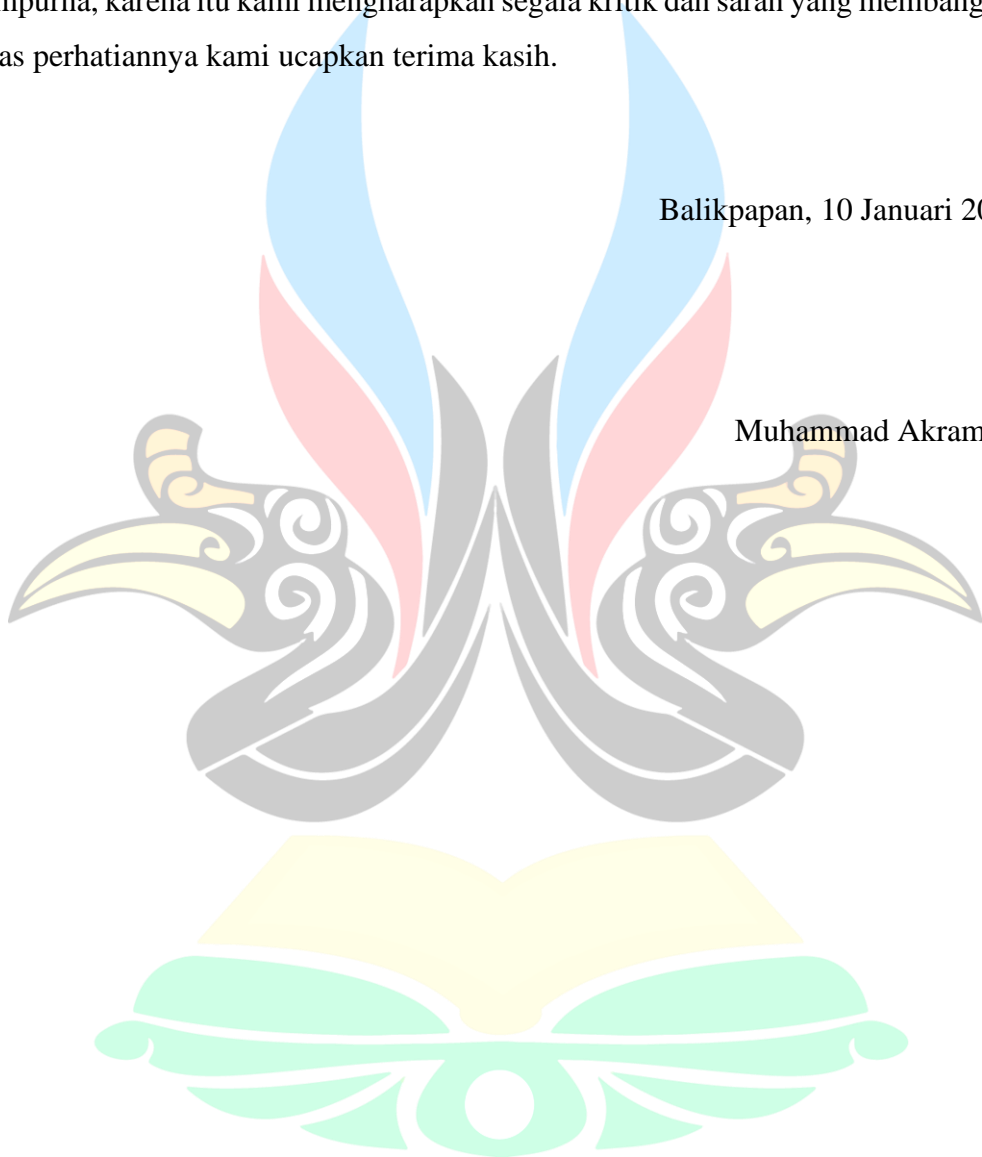 mpurna, karena itu kami mengharapkan segala kritik dan saran yang membang
as perhatiannya kami ucapkan terima kasih.
Balikpapan, 10 Januari 20
Muhammad Akram